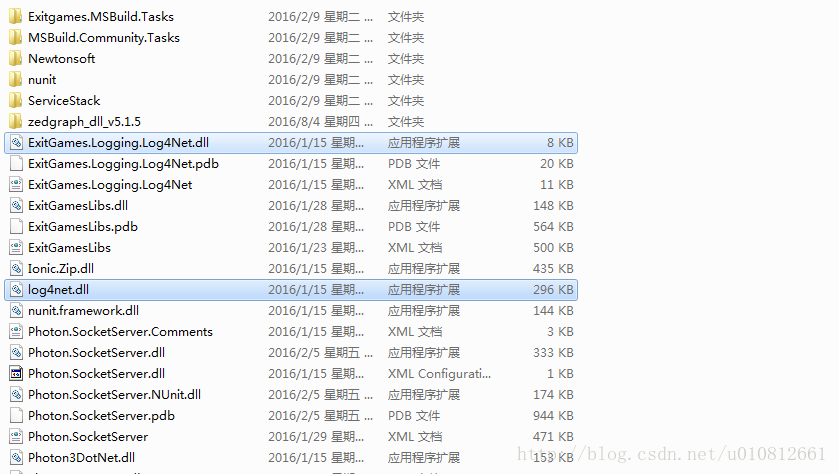 Exitgames.MSBuild.Tasks 2016/2/9 星期二 ... 文件夹
MSBuild.Community.Tasks 2016/2/9 星期二 ... 文件夹
Newtonsoft 2016/2/9 星期二 ... 文件夹
nunit 2016/2/9 星期二 ... 文件夹
ServiceStack 2016/2/9 星期二 ... 文件夹
zedgraph_dll_v5.1.5 2016/8/4 星期四 ... 文件夹
ExitGames.Logging.Log4Net.dll 2016/1/15 星期... 应用程序扩展 8 KB
ExitGames.Logging.Log4Net.pdb 2016/1/15 星期... PDB 文件 20 KB
ExitGames.Logging.Log4Net 2016/1/15 星期... XML 文档 11 KB
ExitGamesLibs.dll 2016/1/28 星期... 应用程序扩展 148 KB
ExitGamesLibs.pdb 2016/1/28 星期... PDB 文件 564 KB
ExitGamesLibs 2016/1/23 星期... XML 文档 500 KB
Ionic.Zip.dll 2016/1/15 星期... 应用程序扩展 435 KB
log4net.dll 2016/1/15 星期... 应用程序扩展 296 KB
nunit.framework.dll 2016/1/15 星期... 应用程序扩展 144 KB
Photon.SocketServer.Comments 2016/1/15 星期... XML 文档 3 KB
Photon.SocketServer.dll 2016/2/5 星期五 ... 应用程序扩展 333 KB
Photon.SocketServer.dll 2016/1/15 星期... XML Configurati... 1 KB
Photon.SocketServer.NUnit.dll 2016/2/5 星期五 ... 应用程序扩展 174 KB
Photon.SocketServer.pdb 2016/2/5 星期五 ... PDB 文件 944 KB
Photon.SocketServer 2016/1/29 星期... XML 文档 471 KB
Photon3DotNet.dll 2016/1/15 星期... 应用程序扩展 153 KB
http://blog.csdn.net/u010812661